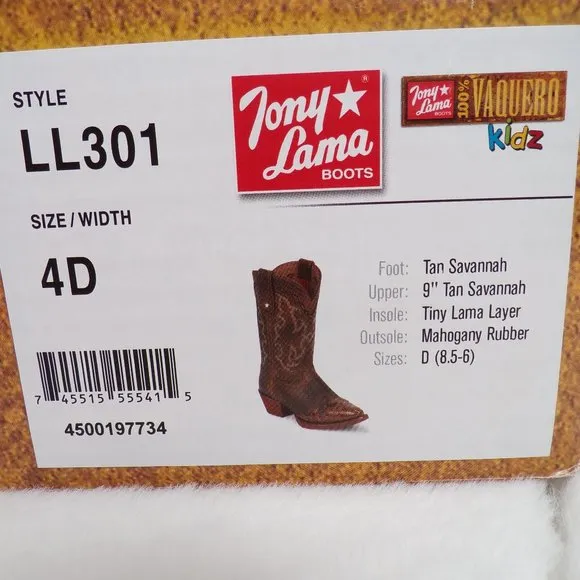 STYLE
LL301
SIZE / WIDTH
4D
7 45515 55541 5
4500197734
Tony Lama ®
BOOTS
Tony Lama
BOOTS
100% VAQUERO
kidz
Foot: Tan Savannah
Upper: 9" Tan Savannah
Insole: Tiny Lama Layer
Outsole: Mahogany Rubber
Sizes: D (8.5-6)